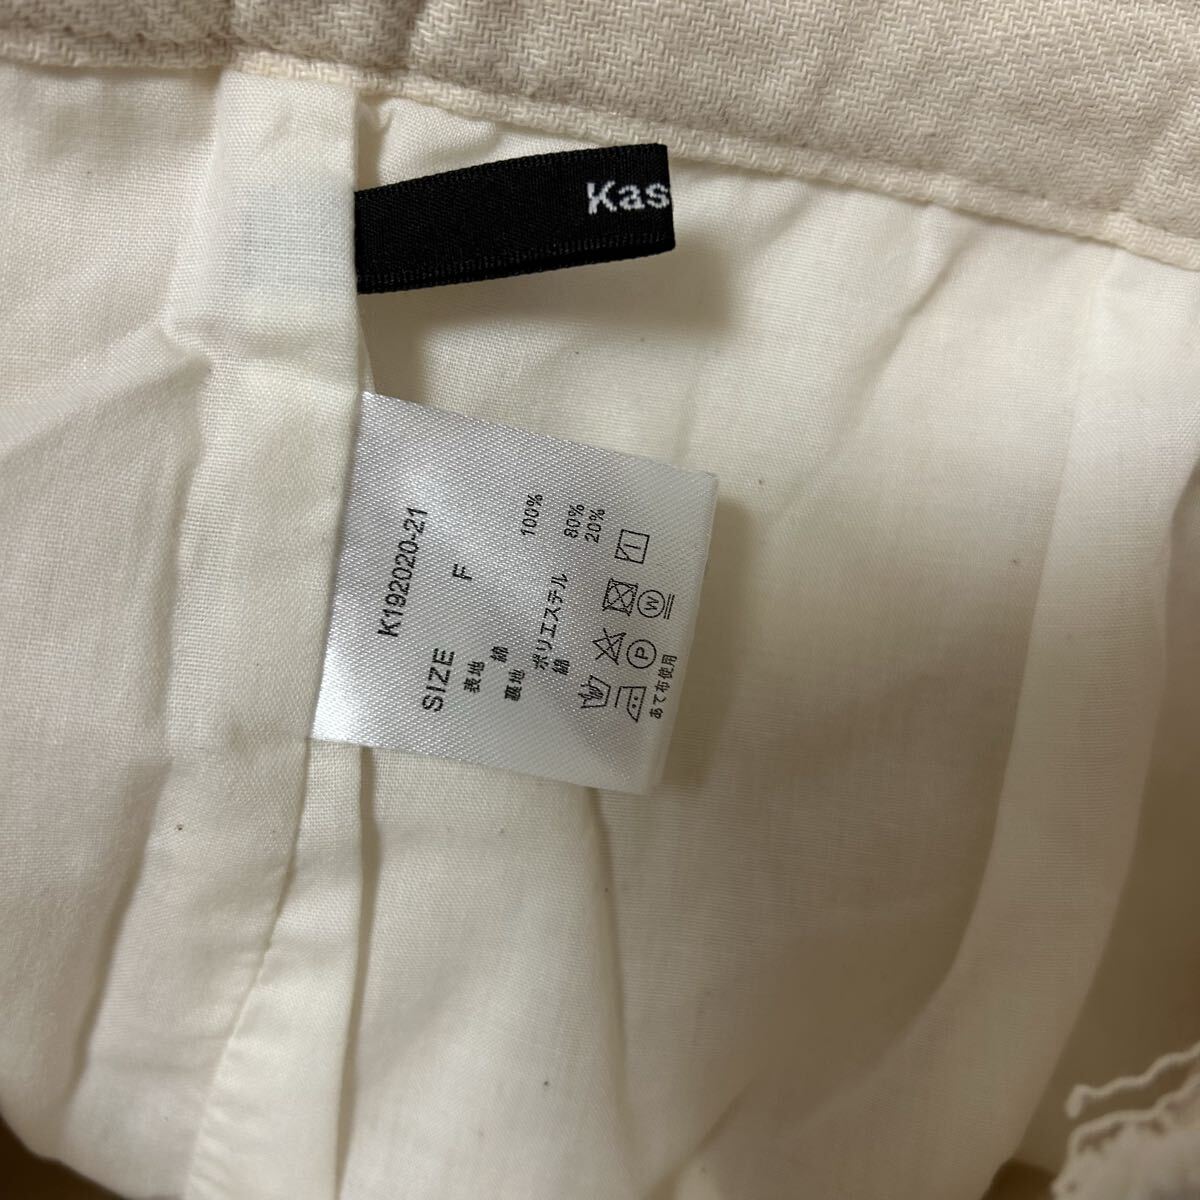 Kas
K192020-21
SIZE F
表地 綿 100%
裏地
ポリエステル 80%
綿 20%
W
P
あて布使用